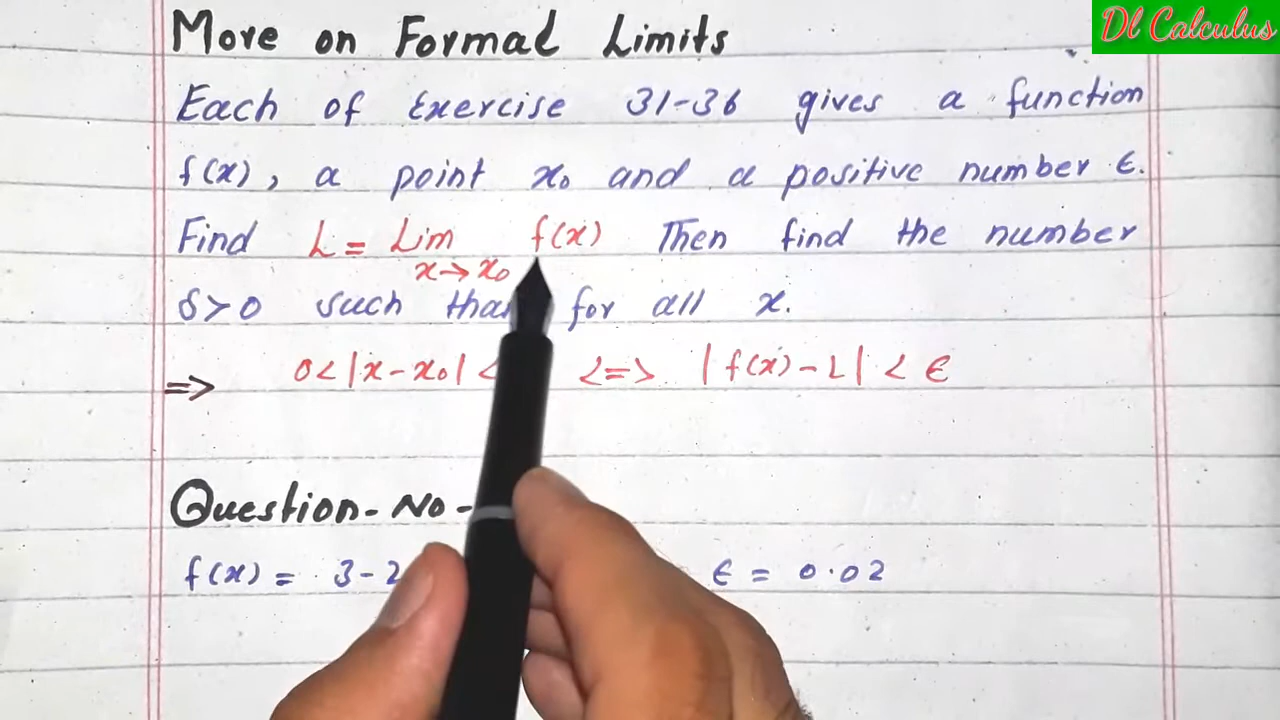 Dl Calculus
More on Formal Limits
Each of Exercise 31-36 gives a function
f(x), a point x₀ and a positive number ϵ.
Find L = Lim f(x) Then find the number
x→x₀
δ>0 such for all x.
=> 0<|x-x₀|< <=> |f(x)-L| < ϵ
Question-No-
f(x) = 3-2 ϵ = 0.02